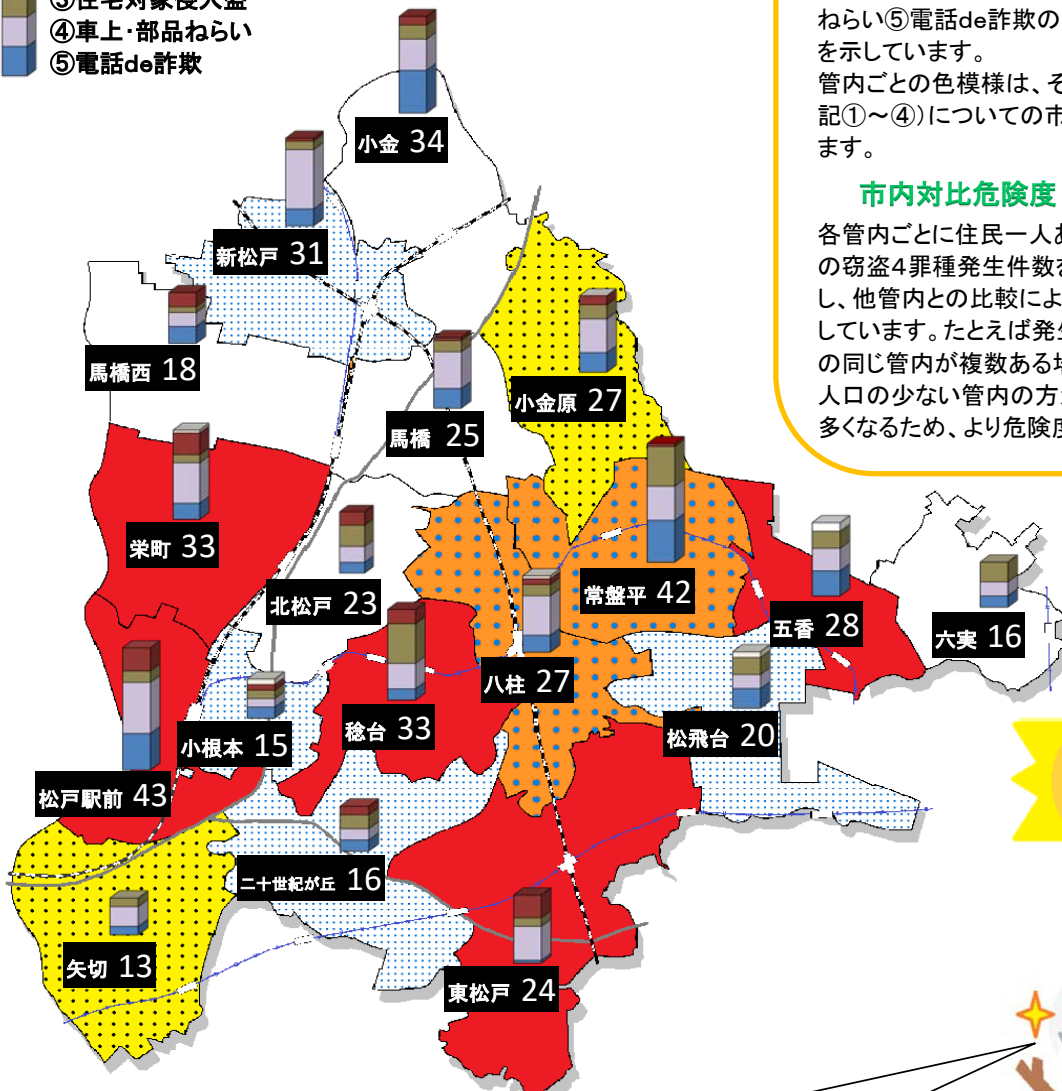 ③住宅対象侵入盗
④車上・部品ねらい
⑤電話de詐欺
ねらい⑤電話de詐欺の
を示しています。
管内ごとの色模様は、そ
記①～④)についての市
ます。
市内対比危険度
各管内ごとに住民一人あ
の窃盗4罪種発生件数を
し、他管内との比較によ
しています。たとえば発生
の同じ管内が複数ある場
人口の少ない管内の方が
多くなるため、より危険度
小金 34
新松戸 31
馬橋西 18
小金原 27
馬橋 25
栄町 33
北松戸 23
常盤平 42
五香 28
六実 16
八柱 27
稔台 33
小根本 15
松飛台 20
松戸駅前 43
二十世紀が丘 16
矢切 13
東松戸 24